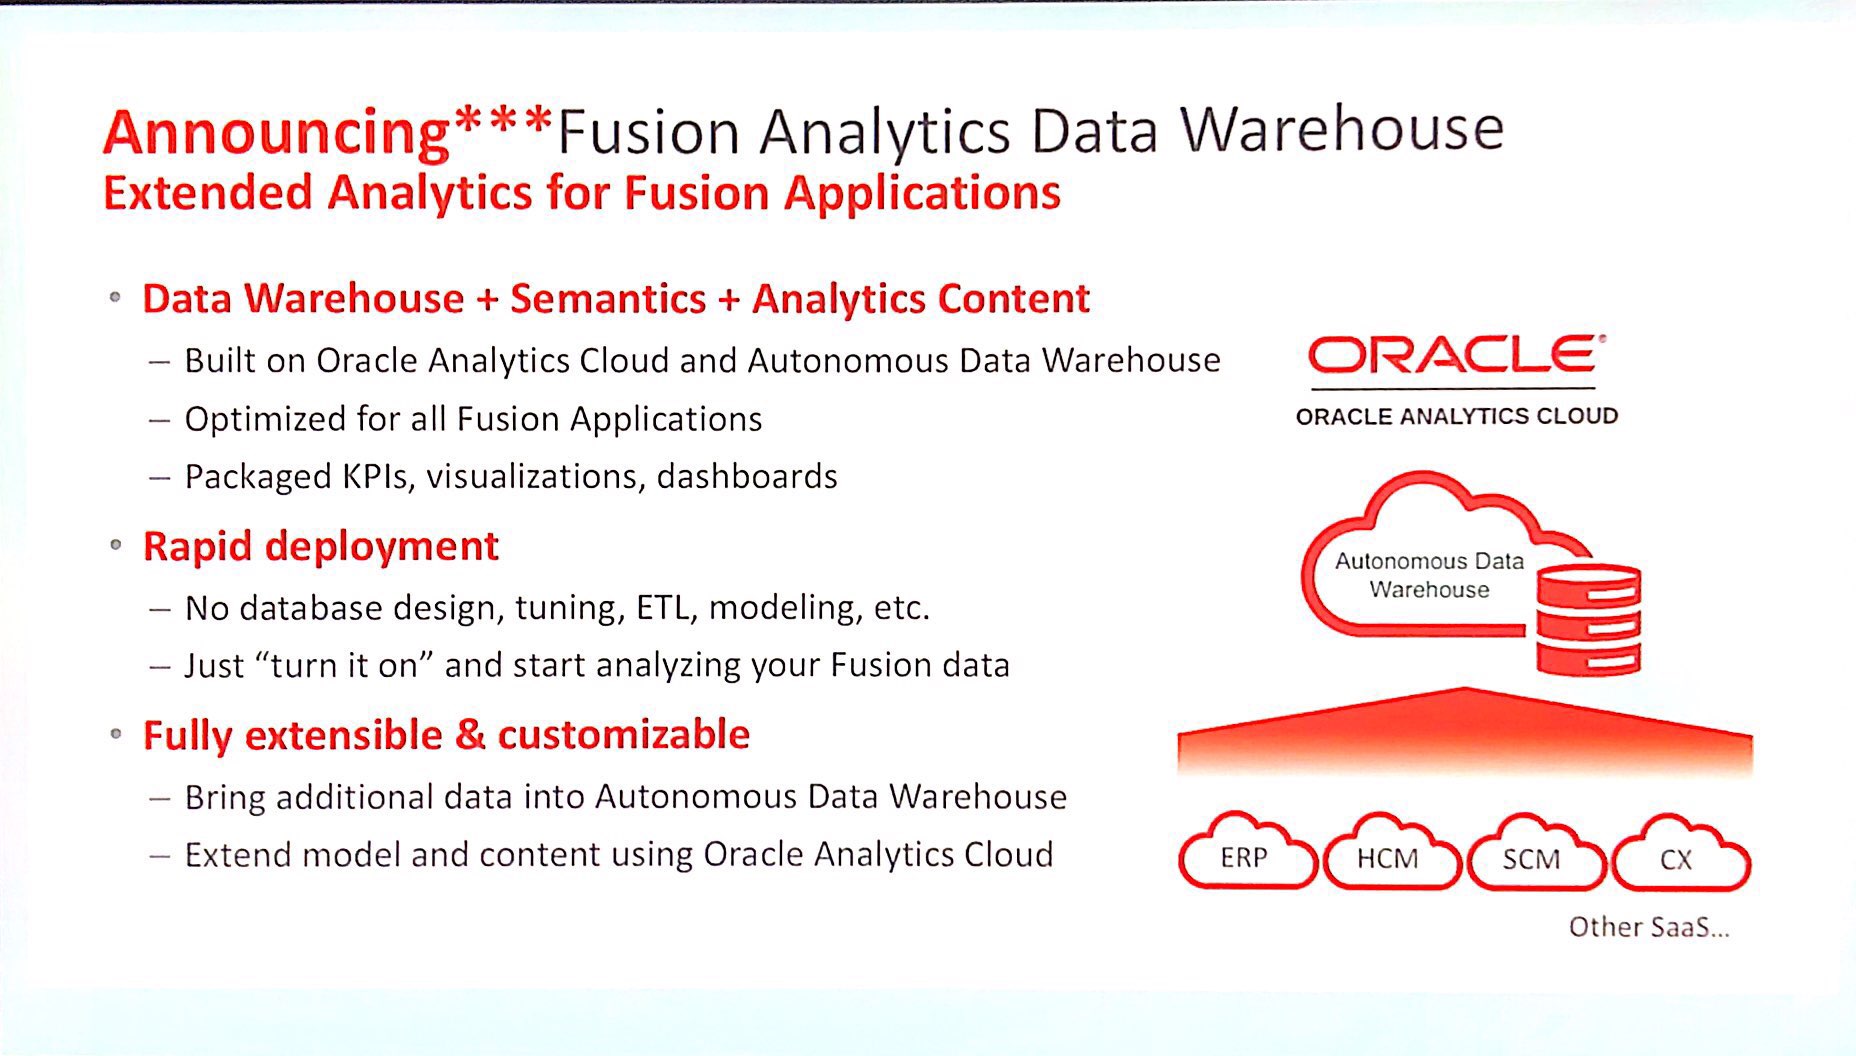 Announcing***Fusion Analytics Data Warehouse
Extended Analytics for Fusion Applications
• Data Warehouse + Semantics + Analytics Content
– Built on Oracle Analytics Cloud and Autonomous Data Warehouse
– Optimized for all Fusion Applications
– Packaged KPIs, visualizations, dashboards
• Rapid deployment
– No database design, tuning, ETL, modeling, etc.
– Just “turn it on” and start analyzing your Fusion data
• Fully extensible & customizable
– Bring additional data into Autonomous Data Warehouse
– Extend model and content using Oracle Analytics Cloud
ORACLE®
ORACLE ANALYTICS CLOUD
Autonomous Data
Warehouse
ERP HCM SCM CX
Other SaaS...